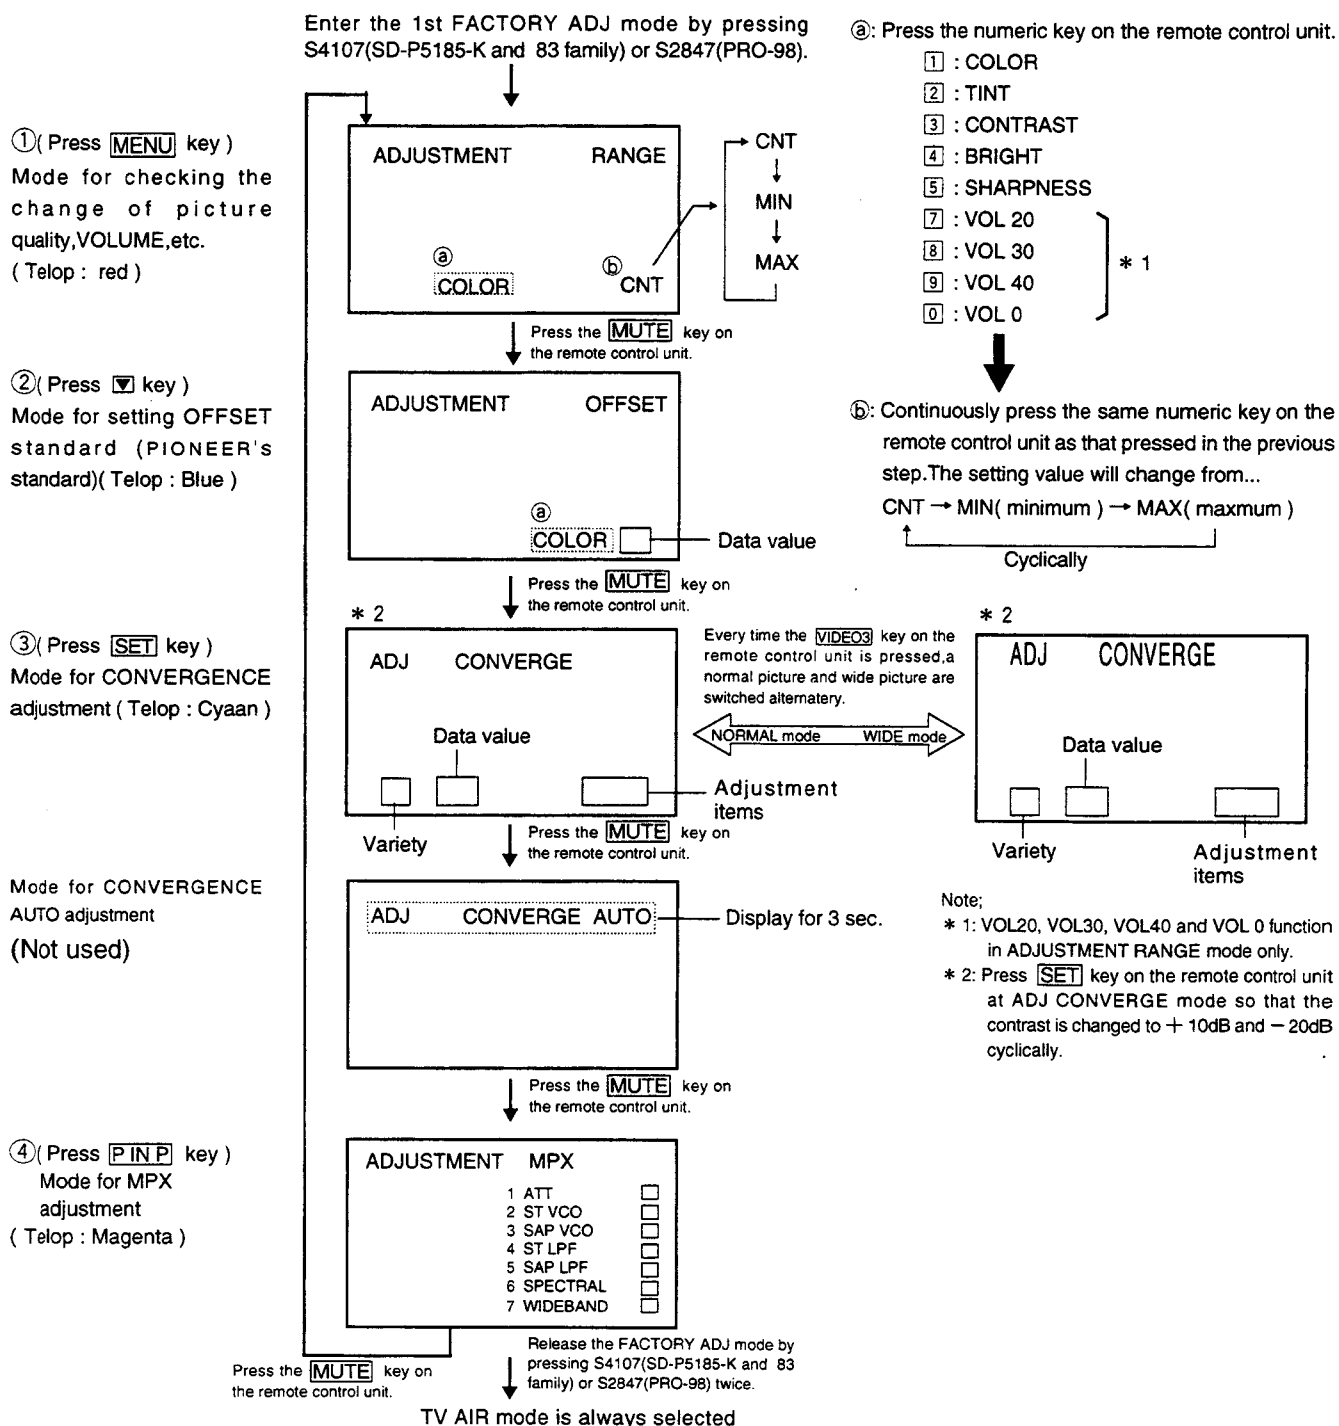 Enter the 1st FACTORY ADJ mode by pressing
S4107(SD-P5185-K and 83 family) or S2847(PRO-98).
①( Press MENU key )
Mode for checking the
change of picture
quality,VOLUME,etc.
( Telop : red )
ADJUSTMENT RANGE
ⓐ
COLOR
ⓑ
CNT
CNT
MIN
MAX
Press the MUTE key on
the remote control unit.
②( Press ▼ key )
Mode for setting OFFSET
standard (PIONEER's
standard)( Telop : Blue )
ADJUSTMENT OFFSET
ⓐ
COLOR
Data value
Press the MUTE key on
the remote control unit.
③( Press SET key )
Mode for CONVERGENCE
adjustment ( Telop : Cyaan )
* 2
ADJ CONVERGE
Data value
Variety
Adjustment
items
Every time the VIDEO3 key on the
remote control unit is pressed,a
normal picture and wide picture are
switched alternatery.
NORMAL mode WIDE mode
* 2
ADJ CONVERGE
Data value
Variety
Adjustment
items
Press the MUTE key on
the remote control unit.
Mode for CONVERGENCE
AUTO adjustment
(Not used)
ADJ CONVERGE AUTO
Display for 3 sec.
Press the MUTE key on
the remote control unit.
④( Press P IN P key )
Mode for MPX
adjustment
( Telop : Magenta )
ADJUSTMENT MPX
1 ATT
2 ST VCO
3 SAP VCO
4 ST LPF
5 SAP LPF
6 SPECTRAL
7 WIDEBAND
Press the MUTE key on
the remote control unit.
Release the FACTORY ADJ mode by
pressing S4107(SD-P5185-K and 83
family) or S2847(PRO-98) twice.
TV AIR mode is always selected
ⓐ: Press the numeric key on the remote control unit.
1 : COLOR
2 : TINT
3 : CONTRAST
4 : BRIGHT
5 : SHARPNESS
7 : VOL 20
8 : VOL 30
9 : VOL 40
0 : VOL 0
* 1
ⓑ: Continuously press the same numeric key on the
remote control unit as that pressed in the previous
step.The setting value will change from...
CNT → MIN( minimum ) → MAX( maxmum )
Cyclically
Note;
* 1: VOL20, VOL30, VOL40 and VOL 0 function
in ADJUSTMENT RANGE mode only.
* 2: Press SET key on the remote control unit
at ADJ CONVERGE mode so that the
contrast is changed to + 10dB and − 20dB
cyclically.